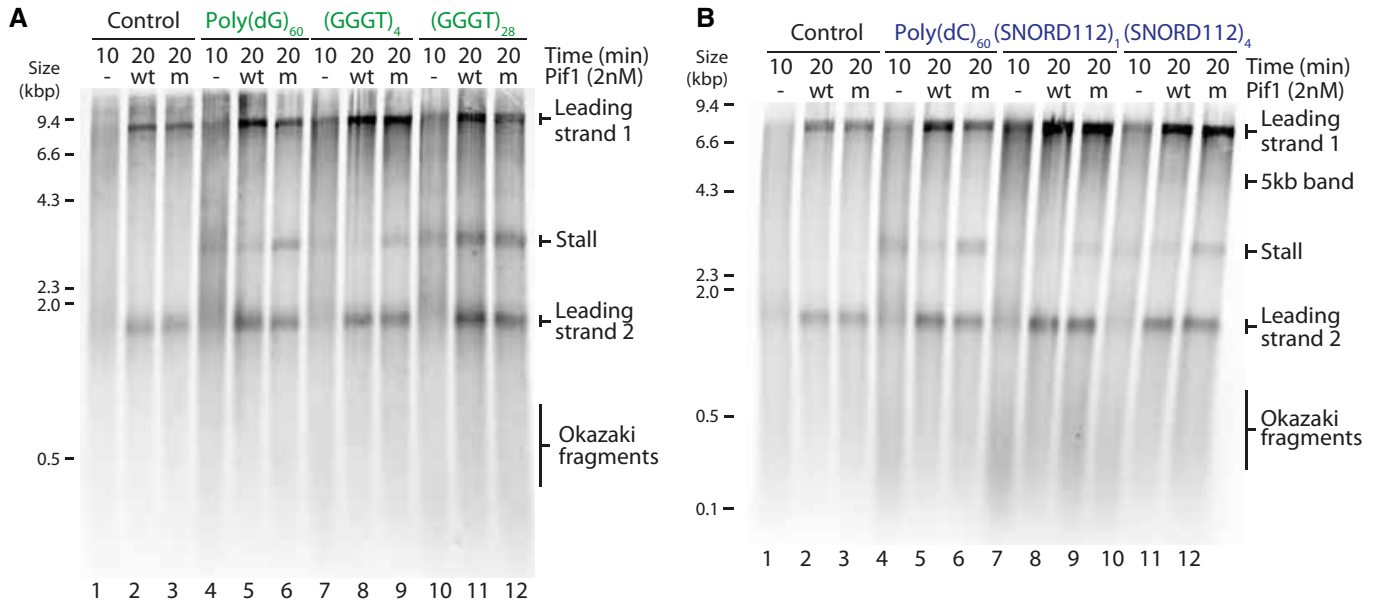 A
Control Poly(dG)60 (GGGT)4 (GGGT)28
10 20 20 10 20 20 10 20 20 10 20 20 Time (min)
- wt m - wt m - wt m - wt m Pif1 (2nM)
Size
(kbp)
9.4
6.6
4.3
2.3
2.0
0.5
Leading
strand 1
Stall
Leading
strand 2
Okazaki
fragments
1 2 3 4 5 6 7 8 9 10 11 12
B
Control Poly(dC)60 (SNORD112)1 (SNORD112)4
10 20 20 10 20 20 10 20 20 10 20 20 Time (min)
- wt m - wt m - wt m - wt m Pif1 (2nM)
Size
(kbp)
9.4
6.6
4.3
2.3
2.0
0.5
0.1
Leading
strand 1
5kb band
Stall
Leading
strand 2
Okazaki
fragments
1 2 3 4 5 6 7 8 9 10 11 12